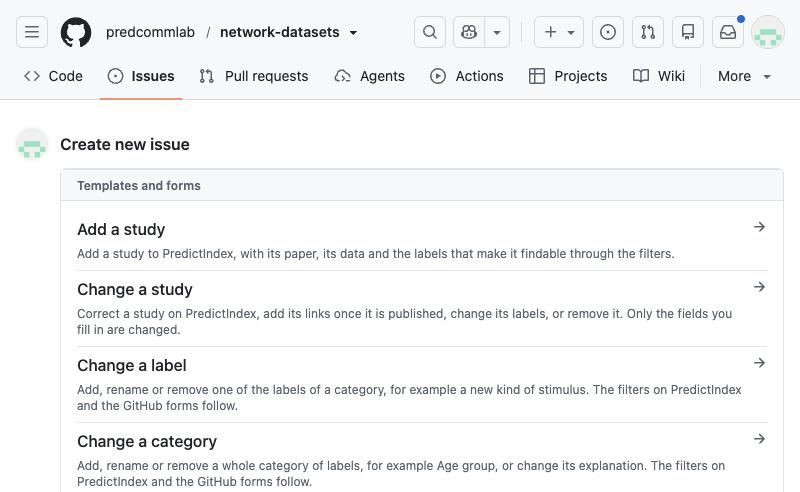 predcommlab / network-datasets
Code Issues Pull requests Agents Actions Projects Wiki More
Create new issue
Templates and forms
Add a study
Add a study to PredictIndex, with its paper, its data and the labels that make it findable through the filters.
Change a study
Correct a study on PredictIndex, add its links once it is published, change its labels, or remove it. Only the fields you
fill in are changed.
Change a label
Add, rename or remove one of the labels of a category, for example a new kind of stimulus. The filters on PredictIndex
and the GitHub forms follow.
Change a category
Add, rename or remove a whole category of labels, for example Age group, or change its explanation. The filters on
PredictIndex and the GitHub forms follow.